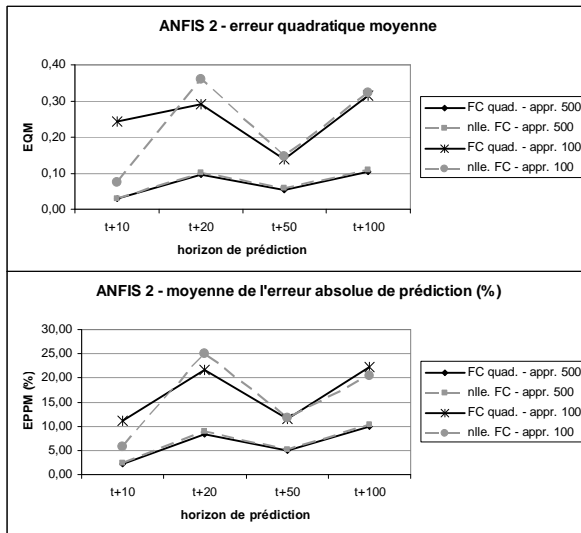 ANFIS 2 - erreur quadratique moyenne
0,40
0,30
0,20
0,10
0,00
EQM
t+10 t+20 t+50 t+100
horizon de prédiction
FC quad. - appr. 500
nlle. FC - appr. 500
FC quad. - appr. 100
nlle. FC - appr. 100
ANFIS 2 - moyenne de l'erreur absolue de prédiction (%)
30,00
25,00
20,00
15,00
10,00
5,00
0,00
EPPM (%)
t+10 t+20 t+50 t+100
horizon de prédiction
FC quad. - appr. 500
nlle. FC - appr. 500
FC quad. - appr. 100
nlle. FC - appr. 100